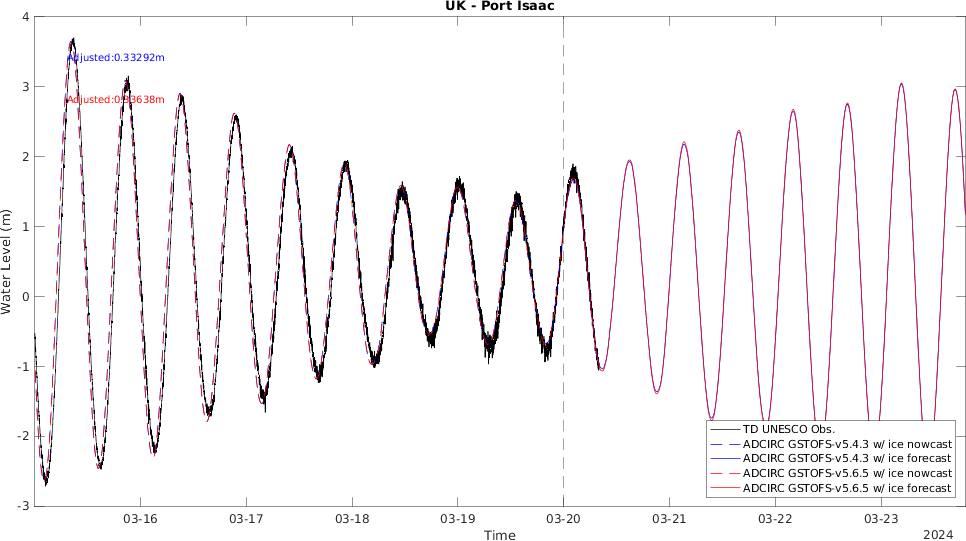 UK - Port Isaac
4
3
2
1
0
-1
-2
-3
Water Level (m)
Adjusted:0.33292m
Adjusted:0.33638m
TD UNESCO Obs.
ADCIRC GSTOFS-v5.4.3 w/ ice nowcast
ADCIRC GSTOFS-v5.4.3 w/ ice forecast
ADCIRC GSTOFS-v5.6.5 w/ ice nowcast
ADCIRC GSTOFS-v5.6.5 w/ ice forecast
03-16 03-17 03-18 03-19 03-20 03-21 03-22 03-23
Time
2024